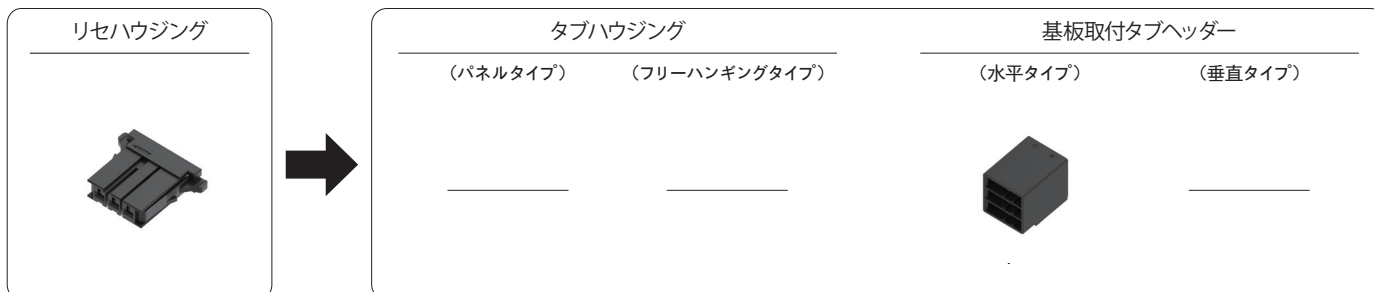 リセハウジング
タブハウジング
基板取付タブヘッダー
（パネルタイプ）
（フリーハンギングタイプ）
（水平タイプ）
（垂直タイプ）